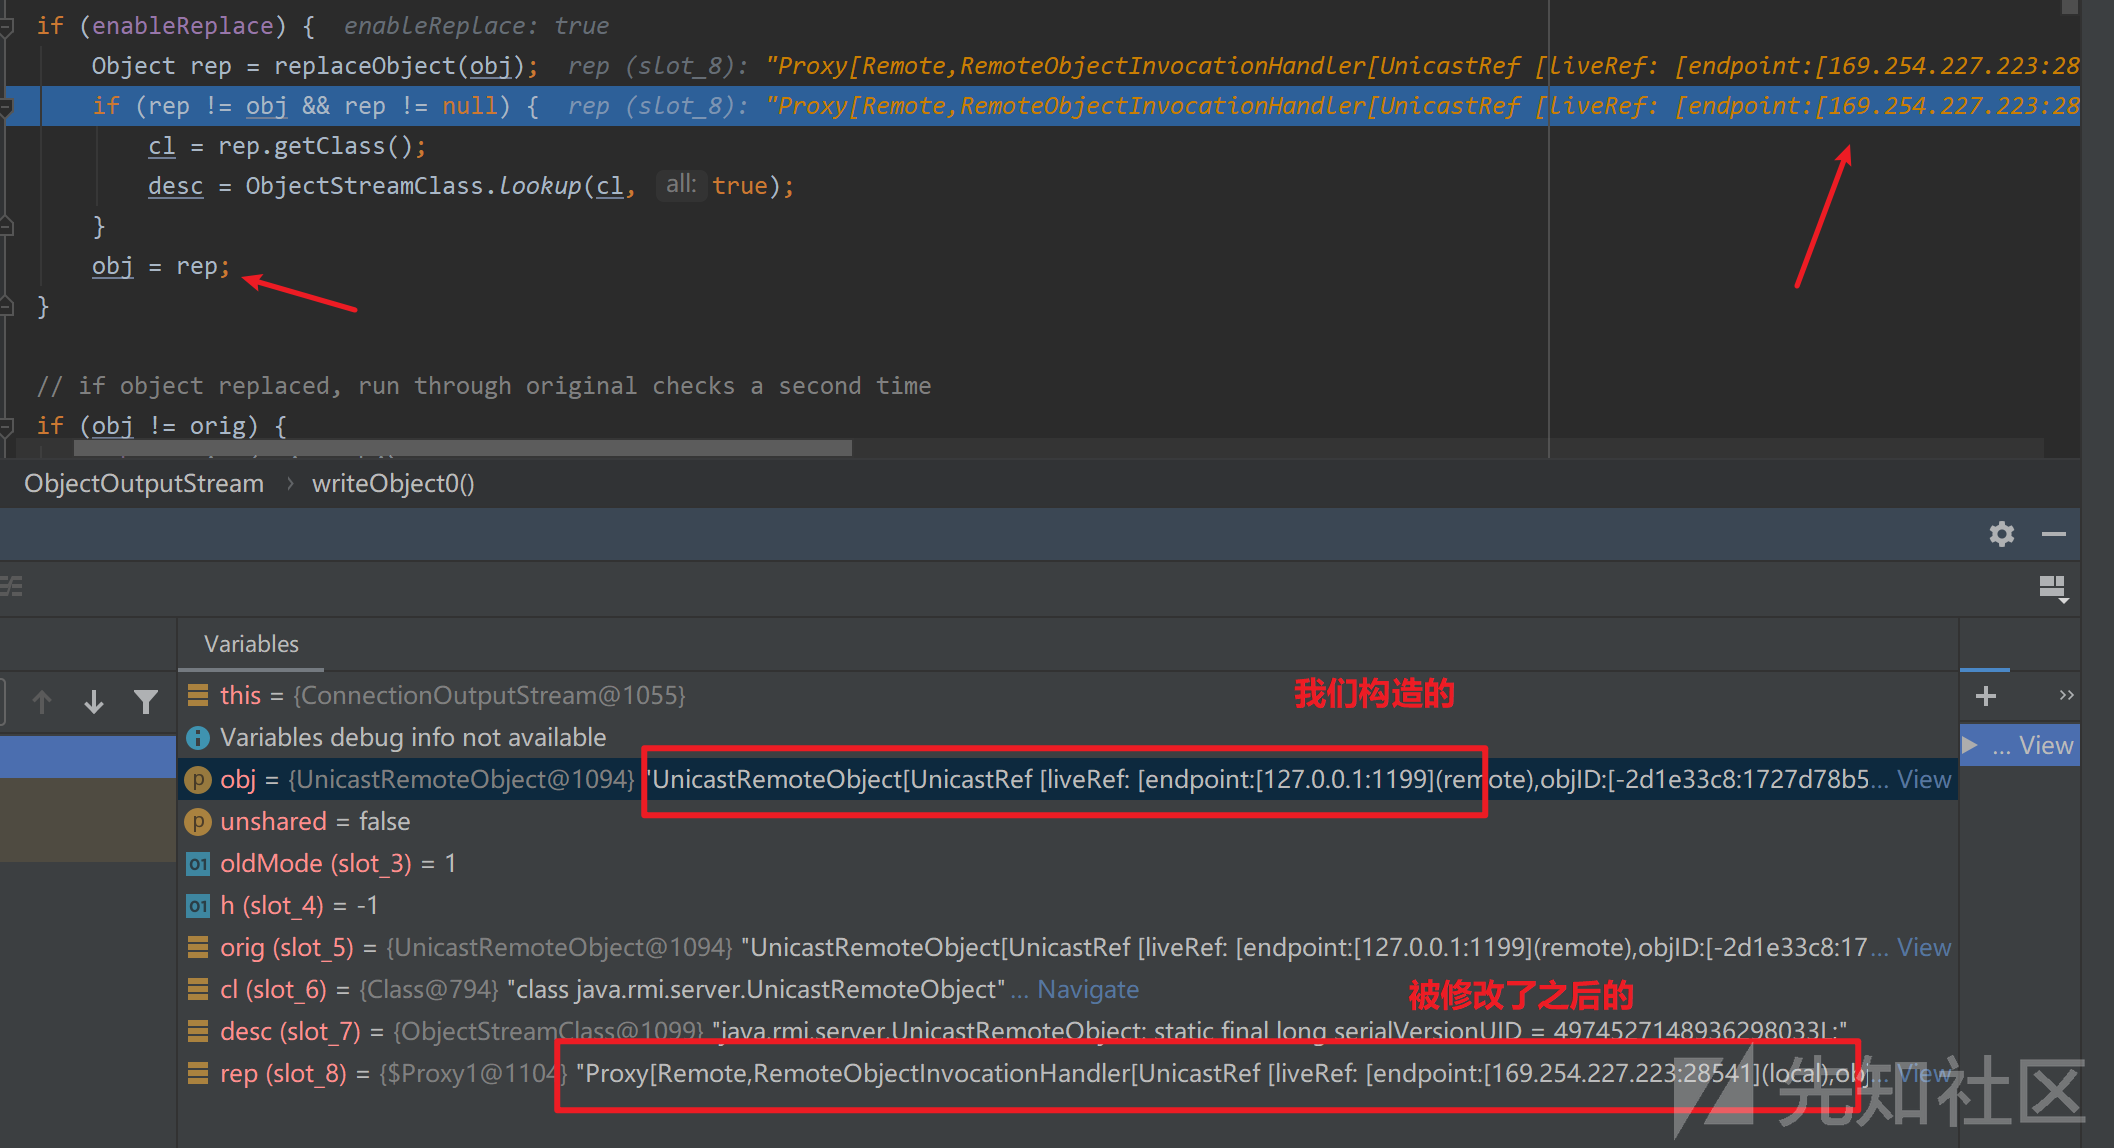 if (enableReplace) {  enableReplace: true
Object rep = replaceObject(obj);  rep (slot_8): "Proxy[Remote,RemoteObjectInvocationHandler[UnicastRef [liveRef: [endpoint:[169.254.227.223:28
if (rep != obj && rep != null) {  rep (slot_8): "Proxy[Remote,RemoteObjectInvocationHandler[UnicastRef [liveRef: [endpoint:[169.254.227.223:28
cl = rep.getClass();
desc = ObjectStreamClass.lookup(cl, all: true);
}
obj = rep;
}
// if object replaced, run through original checks a second time
if (obj != orig) {
ObjectOutputStream › writeObject0()
Variables
this = {ConnectionOutputStream@1055}
我们构造的
Variables debug info not available
... View
obj = {UnicastRemoteObject@1094} "UnicastRemoteObject[UnicastRef [liveRef: [endpoint:[127.0.0.1:1199](remote),objID:[-2d1e33c8:1727d78b5... View
unshared = false
oldMode (slot_3) = 1
h (slot_4) = -1
orig (slot_5) = {UnicastRemoteObject@1094} "UnicastRemoteObject[UnicastRef [liveRef: [endpoint:[127.0.0.1:1199](remote),objID:[-2d1e33c8:17... View
cl (slot_6) = {Class@794} "class java.rmi.server.UnicastRemoteObject" ... Navigate
被修改了之后的
desc (slot_7) = {ObjectStreamClass@1099} "java.rmi.server.UnicastRemoteObject: static final long serialVersionUID = 4974527148936298033L;"
rep (slot_8) = {$Proxy1@1104} "Proxy[Remote,RemoteObjectInvocationHandler[UnicastRef [liveRef: [endpoint:[169.254.227.223:28541](local),obj... View
先知社区